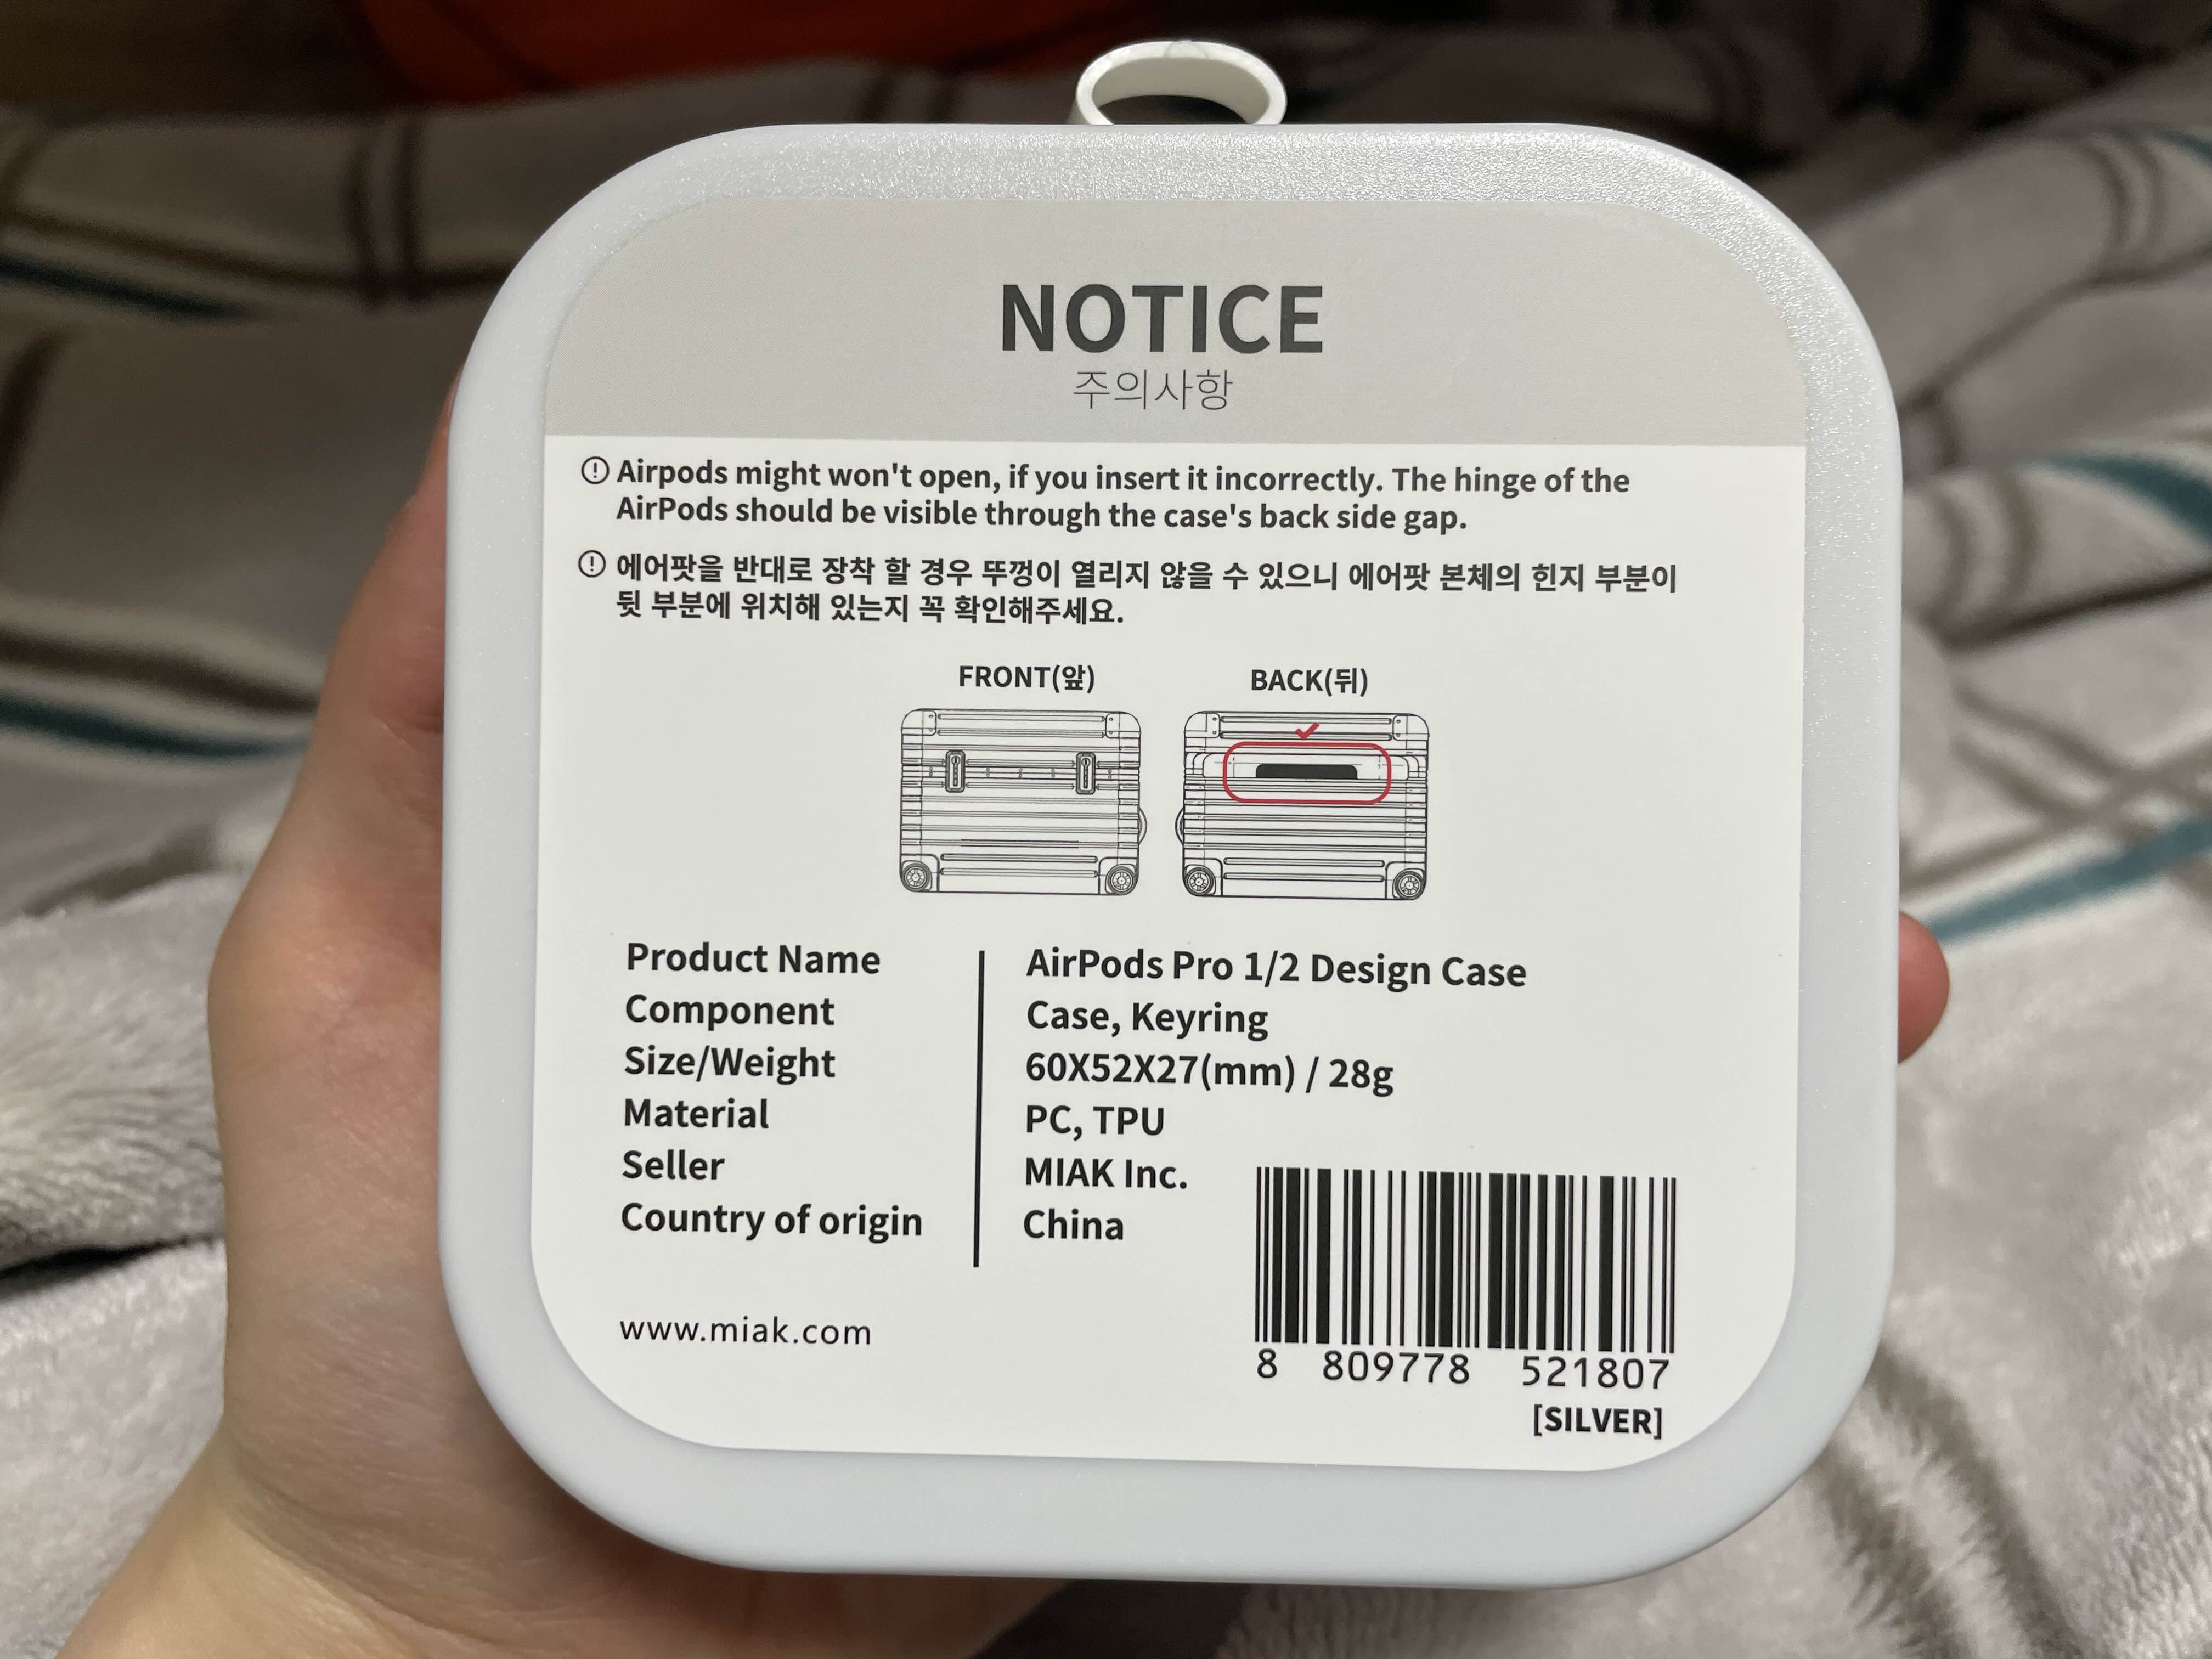 NOTICE
주의사항
Airpods might won't open, if you insert it incorrectly. The hinge of the
AirPods should be visible through the case's back side gap.
에어팟을 반대로 장착 할 경우 뚜껑이 열리지 않을 수 있으니 에어팟 본체의 힌지 부분이
뒷 부분에 위치해 있는지 꼭 확인해주세요.
FRONT(앞) BACK(뒤)
Product Name AirPods Pro 1/2 Design Case
Component Case, Keyring
Size/Weight 60X52X27(mm) / 28g
Material PC, TPU
Seller MIAK Inc.
Country of origin China
www.miak.com
8 809778 521807
[SILVER]